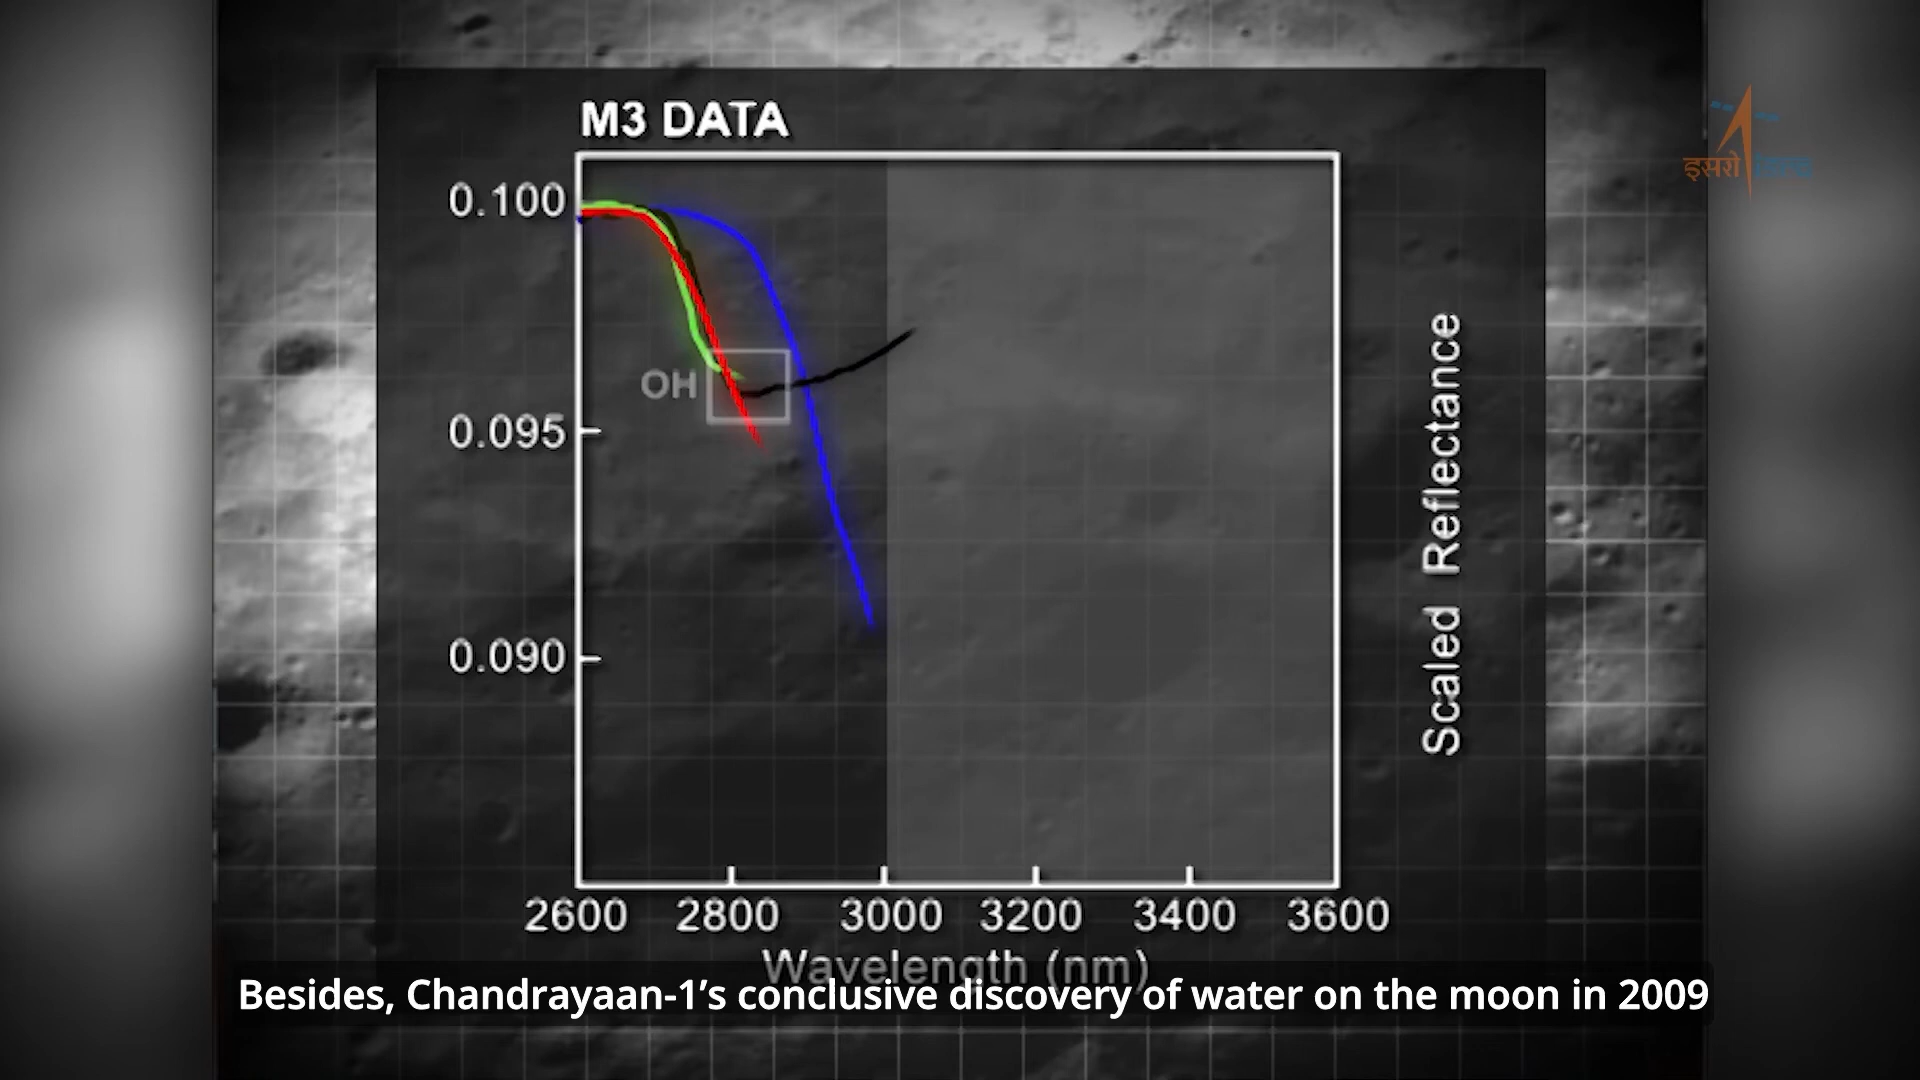 M3 DATA
0.100
0.095
0.090
OH
Scaled Reflectance
2600 2800 3000 3200 3400 3600
Wavelength (nm)
Besides, Chandrayaan-1’s conclusive discovery of water on the moon in 2009
इसरो isro